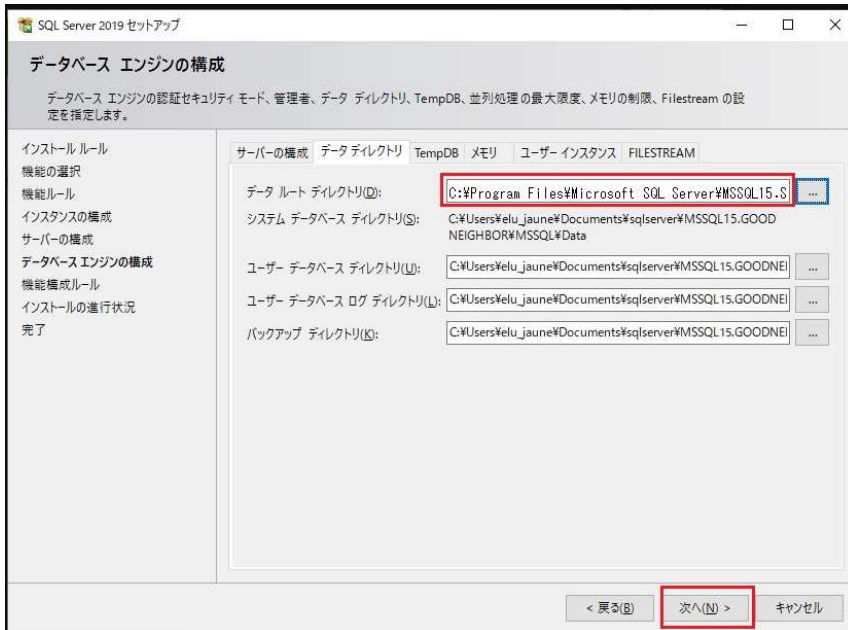 SQL Server 2019 セットアップ
データベース エンジンの構成
データベース エンジンの認証セキュリティ モード、管理者、データ ディレクトリ、TempDB、並列処理の最大限度、メモリの制限、Filestream の設
定を指定します。
インストール ルール
機能の選択
機能ルール
インスタンスの構成
サーバーの構成
データベース エンジンの構成
機能構成ルール
インストールの進行状況
完了
サーバーの構成 データ ディレクトリ TempDB メモリ ユーザー インスタンス FILESTREAM
データ ルート ディレクトリ(D): C:¥Program Files¥Microsoft SQL Server¥MSSQL15.S ...
システム データベース ディレクトリ(S): C:¥Users¥elu_jaune¥Documents¥sqlserver¥MSSQL15.GOOD
NEIGHBOR¥MSSQL¥Data
ユーザー データベース ディレクトリ(U): C:¥Users¥elu_jaune¥Documents¥sqlserver¥MSSQL15.GOODNEI ...
ユーザー データベース ログ ディレクトリ(L): C:¥Users¥elu_jaune¥Documents¥sqlserver¥MSSQL15.GOODNEI ...
バックアップ ディレクトリ(K): C:¥Users¥elu_jaune¥Documents¥sqlserver¥MSSQL15.GOODNEI ...
< 戻る(B) 次へ(N) > キャンセル